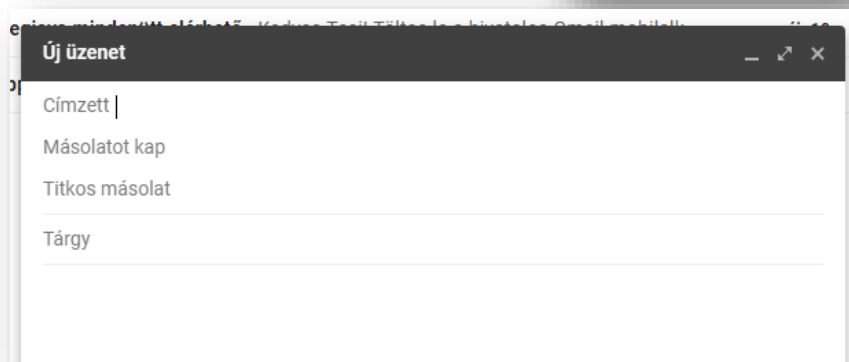 Új üzenet
Címzett
Másolatot kap
Titkos másolat
Tárgy